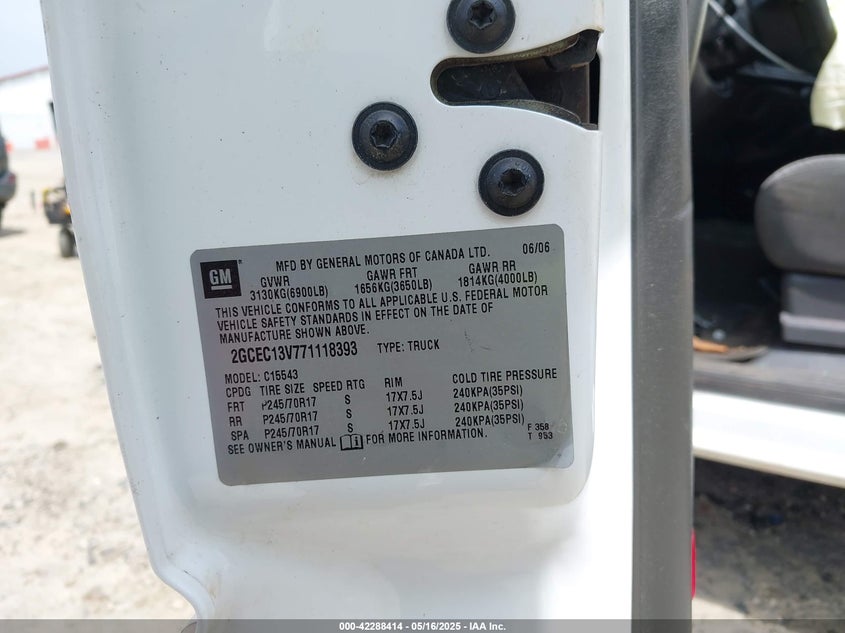 GM
MFD BY GENERAL MOTORS OF CANADA LTD. 06/06
GVWR GAWR FRT GAWR RR
3130KG(6900LB) 1656KG(3650LB) 1814KG(4000LB)
THIS VEHICLE CONFORMS TO ALL APPLICABLE U.S. FEDERAL MOTOR
VEHICLE SAFETY STANDARDS IN EFFECT ON THE DATE OF
MANUFACTURE SHOWN ABOVE.
2GCEC13V771118393 TYPE: TRUCK
MODEL: C15543
CPDG TIRE SIZE SPEED RTG RIM COLD TIRE PRESSURE
FRT P245/70R17 S 17X7.5J 240KPA(35PSI)
RR P245/70R17 S 17X7.5J 240KPA(35PSI)
SPA P245/70R17 S 17X7.5J 240KPA(35PSI)
SEE OWNER'S MANUAL FOR MORE INFORMATION.
F 358
T 953
000-42288414 - 05/16/2025 - IAA Inc.